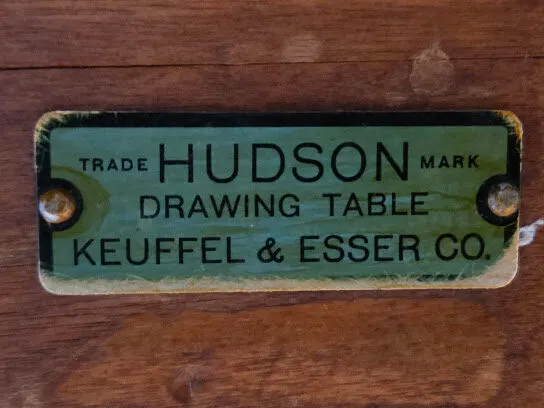 TRADE HUDSON MARK
DRAWING TABLE
KEUFFEL & ESSER CO.